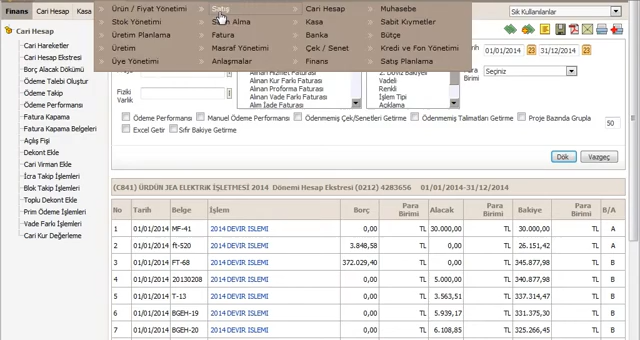 Finans Cari Hesap Kasa
Ürün / Fiyat Yönetimi Satış Cari Hesap Muhasebe
Stok Yönetimi Alma Kasa Sabit Kıymetler
Üretim Planlama Fatura Banka Bütçe
Üretim Masraf Yönetimi Çek / Senet Kredi ve Fon Yönetimi
Üye Yönetimi Anlaşmalar Finans Satış Planlama
Sık Kullanılanlar
Cari Hesap
Cari Hareketler
Cari Hesap Ekstresi
Borç Alacak Dökümü
Ödeme Talebi Oluştur
Ödeme Takip
Ödeme Performansı
Fatura Kapama
Fatura Kapama Belgeleri
Açılış Fişi
Dekont Ekle
Cari Virman Ekle
İcra Takip İşlemleri
Blok Takip İşlemleri
Toplu Dekont Ekle
Prim Ödeme İşlemleri
Vade Farkı İşlemleri
Cari Kur Değerleme
Tarih 01/01/2014 31/12/2014
Proje
Seçiniz
Fiziki
Varlık
Alınan Hizmet Faturası
Alınan Kur Farkı Faturası
Alınan Proforma Faturası
Alınan Vade Farkı Faturası
Alım İade Faturası
2. Döviz Bakiyesi
Vadeli
Renkli
İşlem Tipi
Açıklama
Birimi
Ödeme Performansı Manuel Ödeme Performansı Ödenmemiş Çek/Senetleri Getirme Ödenmemiş Talimatları Getirme Proje Bazında Grupla 50
Excel Getir Sıfır Bakiye Getirme
Dök Vazgeç
(C841) ÜRDÜN JEA ELEKTRiK İŞLETMESİ 2014 Dönemi Hesap Ekstresi (0212) 4283656 01/01/2014-31/12/2014
No Tarih Belge İşlem Borç Para Birimi Alacak Para Birimi Bakiye Para Birimi B/A
1 01/01/2014 MF-41 2014 DEVIR ISLEMI 0,00 TL 30.000,00 TL 30.000,00 TL A
2 01/01/2014 ft-520 2014 DEVIR ISLEMI 3.848,58 TL 0,00 TL 26.151,42 TL A
3 01/01/2014 FT-68 2014 DEVIR ISLEMI 372.029,40 TL 0,00 TL 345.877,98 TL B
4 01/01/2014 20130208 2014 DEVIR ISLEMI 0,00 TL 5.000,00 TL 340.877,98 TL B
5 01/01/2014 T-13 2014 DEVIR ISLEMI 0,00 TL 3.563,51 TL 337.314,47 TL B
6 01/01/2014 BGEH-19 2014 DEVIR ISLEMI 0,00 TL 5.939,17 TL 331.375,30 TL B
7 01/01/2014 BGEH-20 2014 DEVIR ISLEMI 0,00 TL 6.108,85 TL 325.266,45 TL B